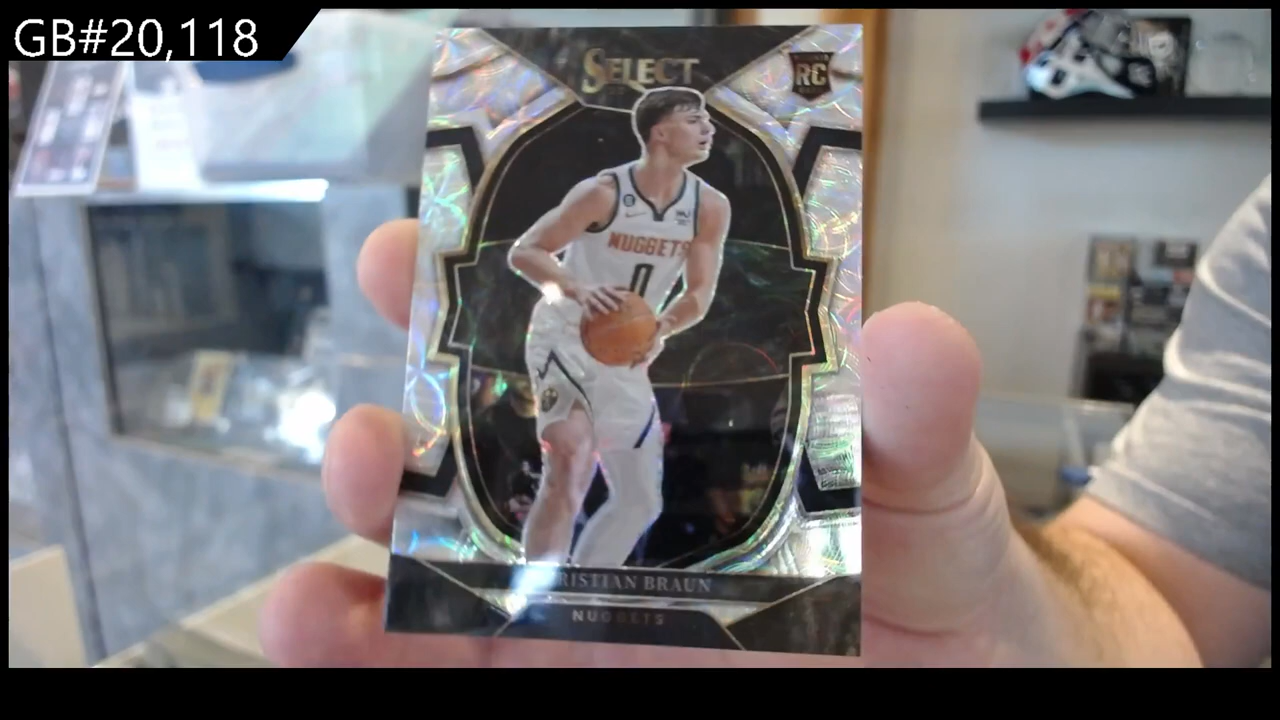 GB#20,118
SELECT
RC
NUGGETS
0
RISTIAN BRAUN
NUGGETS